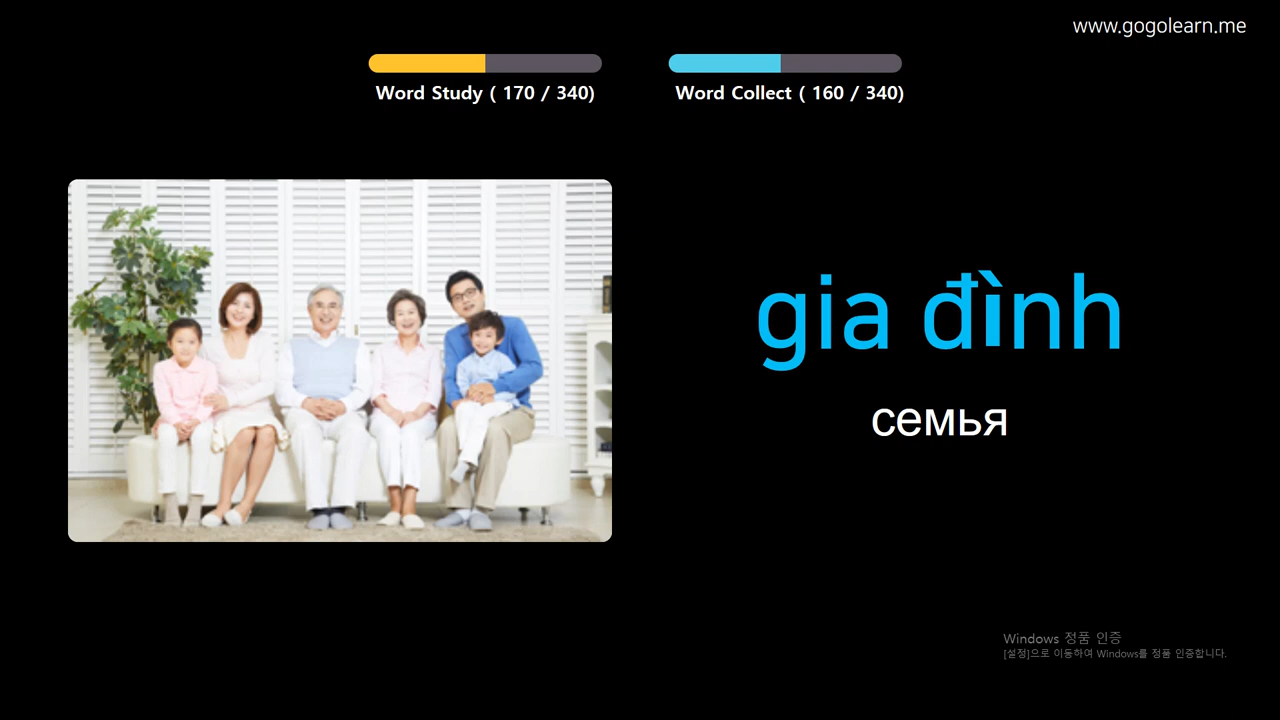 www.gogolearn.me
Word Study ( 170 / 340)
Word Collect ( 160 / 340)
gia đình
семья
Windows 정품 인증
[설정]으로 이동하여 Windows를 정품 인증합니다.